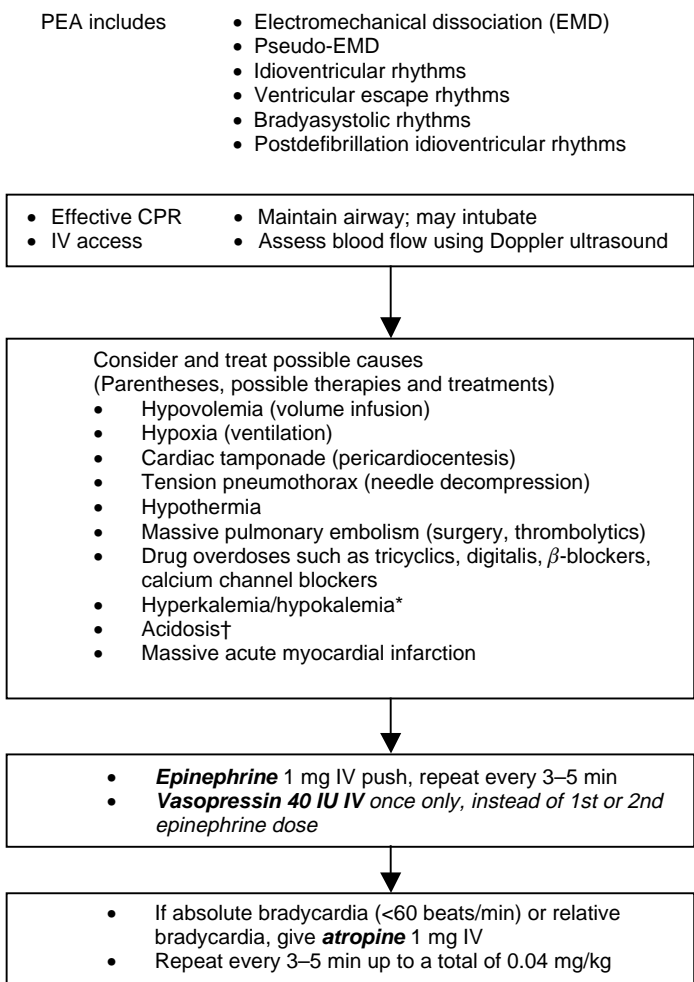 PEA includes
• Electromechanical dissociation (EMD)
• Pseudo-EMD
• Idioventricular rhythms
• Ventricular escape rhythms
• Bradyasystolic rhythms
• Postdefibrillation idioventricular rhythms
• Effective CPR
• IV access
• Maintain airway; may intubate
• Assess blood flow using Doppler ultrasound
Consider and treat possible causes
(Parentheses, possible therapies and treatments)
• Hypovolemia (volume infusion)
• Hypoxia (ventilation)
• Cardiac tamponade (pericardiocentesis)
• Tension pneumothorax (needle decompression)
• Hypothermia
• Massive pulmonary embolism (surgery, thrombolytics)
• Drug overdoses such as tricyclics, digitalis, β-blockers,
calcium channel blockers
• Hyperkalemia/hypokalemia*
• Acidosis†
• Massive acute myocardial infarction
• Epinephrine 1 mg IV push, repeat every 3–5 min
• Vasopressin 40 IU IV once only, instead of 1st or 2nd
epinephrine dose
• If absolute bradycardia (<60 beats/min) or relative
bradycardia, give atropine 1 mg IV
• Repeat every 3–5 min up to a total of 0.04 mg/kg